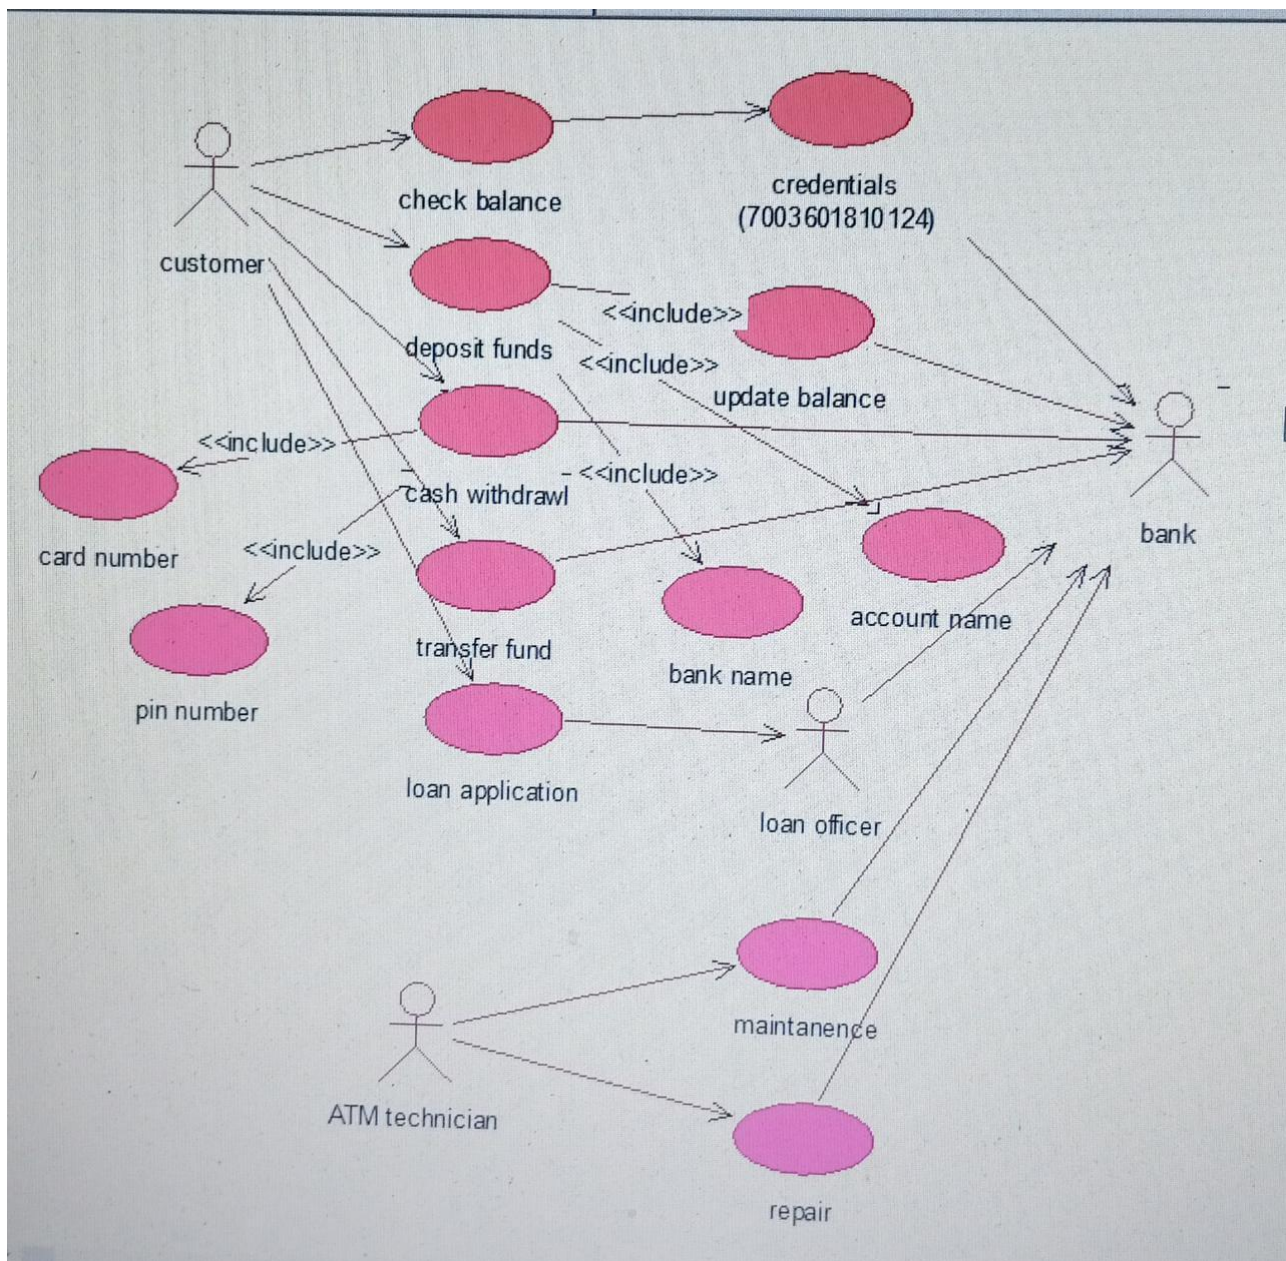 check balance
credentials
(7003601810124)
customer
<<include>>
deposit funds
<<include>>
update balance
<<include>>
cash withdrawl
<<include>>
card number
<<include>>
bank
transfer fund
account name
bank name
pin number
loan application
loan officer
maintanence
ATM technician
repair